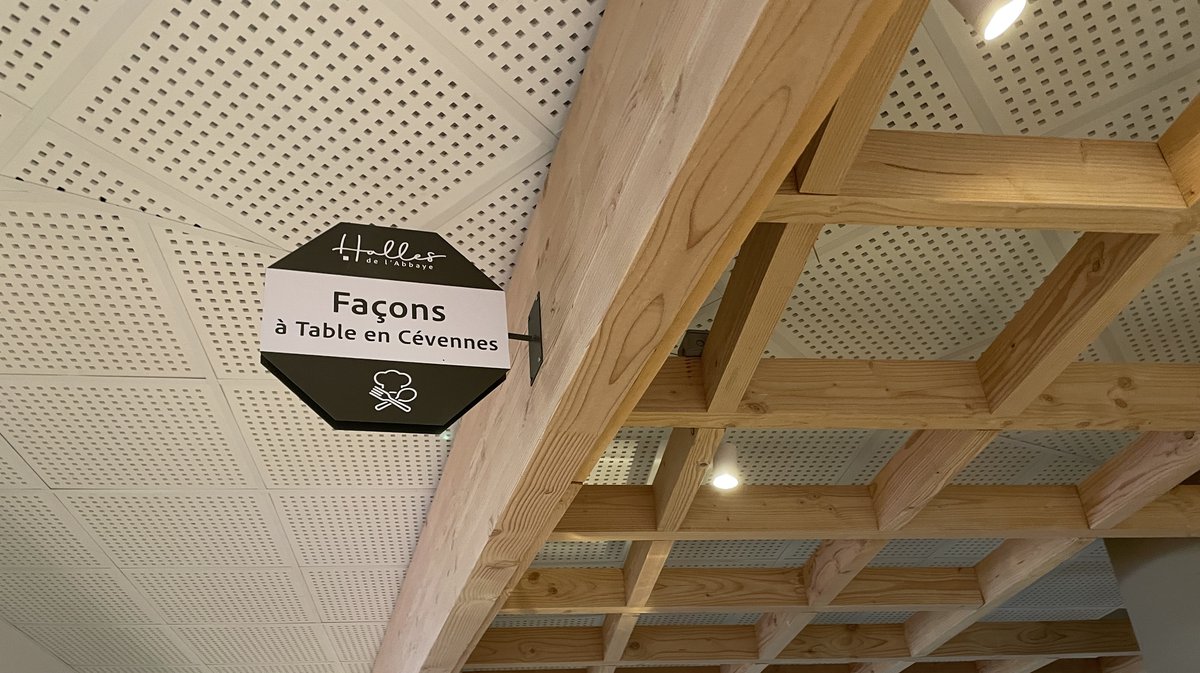 Halles
de l'Abbaye
Façons
à Table en Cévennes